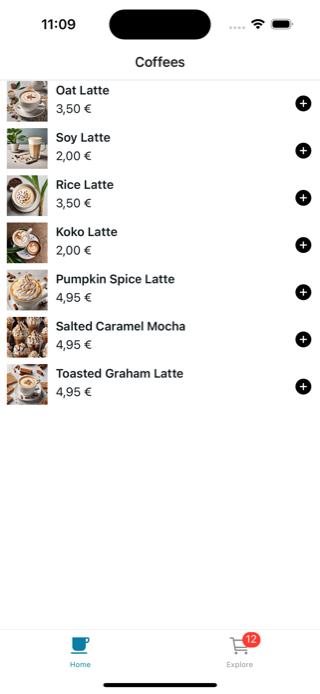 11:09
Coffees
Oat Latte
3,50 €
Soy Latte
2,00 €
Rice Latte
3,50 €
Koko Latte
2,00 €
Pumpkin Spice Latte
4,95 €
Salted Caramel Mocha
4,95 €
Toasted Graham Latte
4,95 €
12
Home
Explore